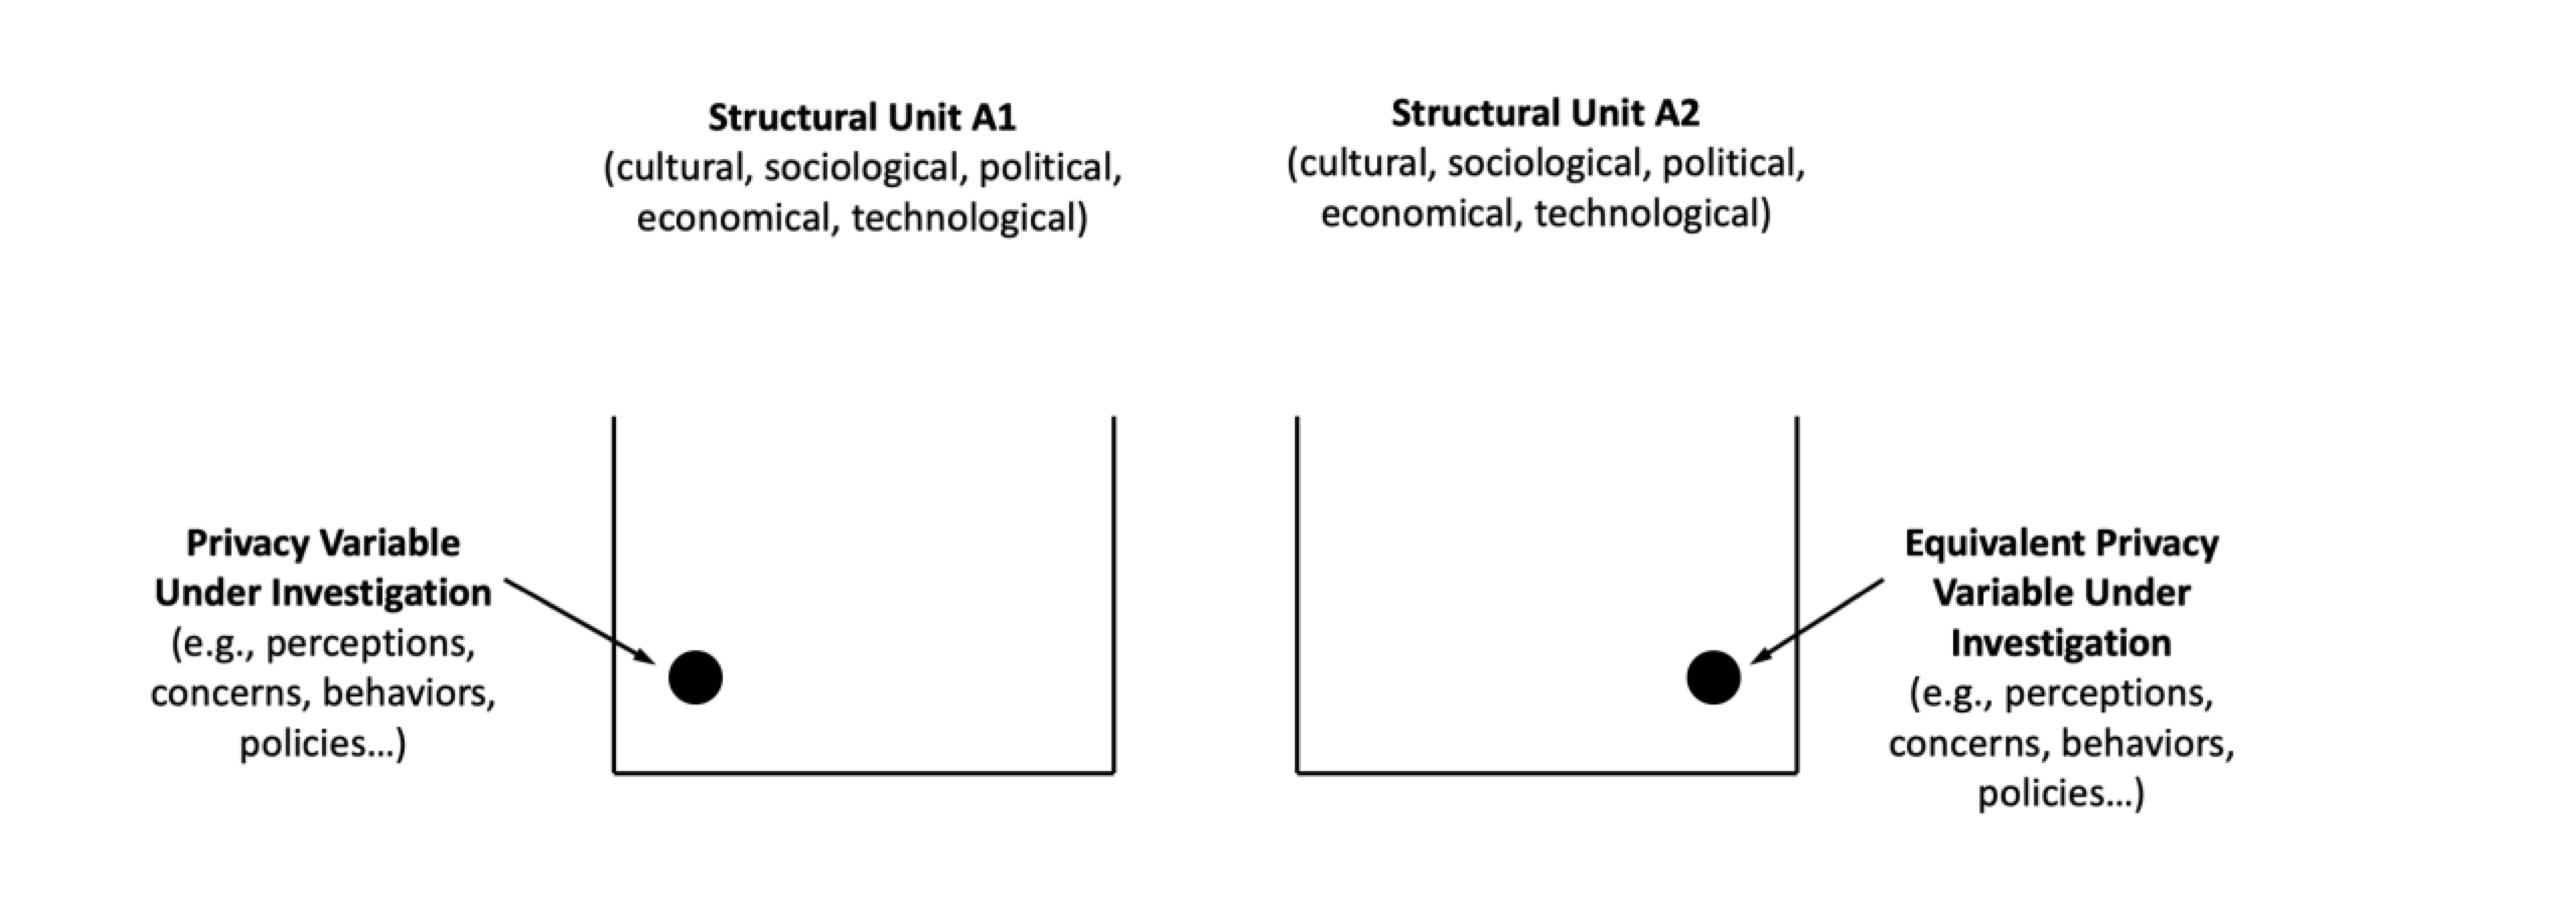 Structural Unit A1
(cultural, sociological, political,
economical, technological)
Structural Unit A2
(cultural, sociological, political,
economical, technological)
Privacy Variable
Under Investigation
(e.g., perceptions,
concerns, behaviors,
policies…)
Equivalent Privacy
Variable Under
Investigation
(e.g., perceptions,
concerns, behaviors,
policies…)